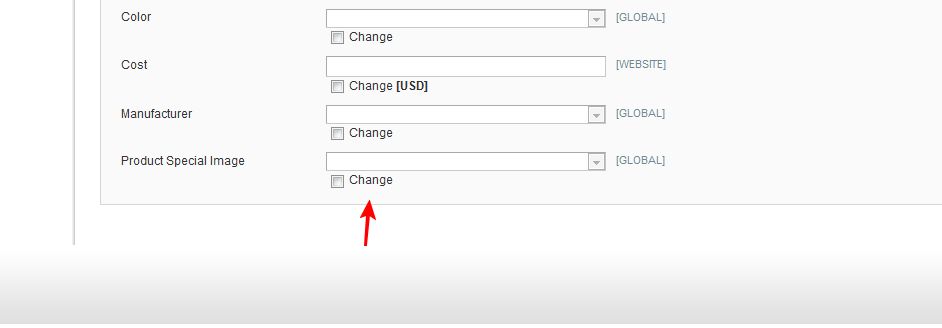 Color [GLOBAL]
Change
Cost [WEBSITE]
Change [USD]
Manufacturer [GLOBAL]
Change
Product Special Image [GLOBAL]
Change